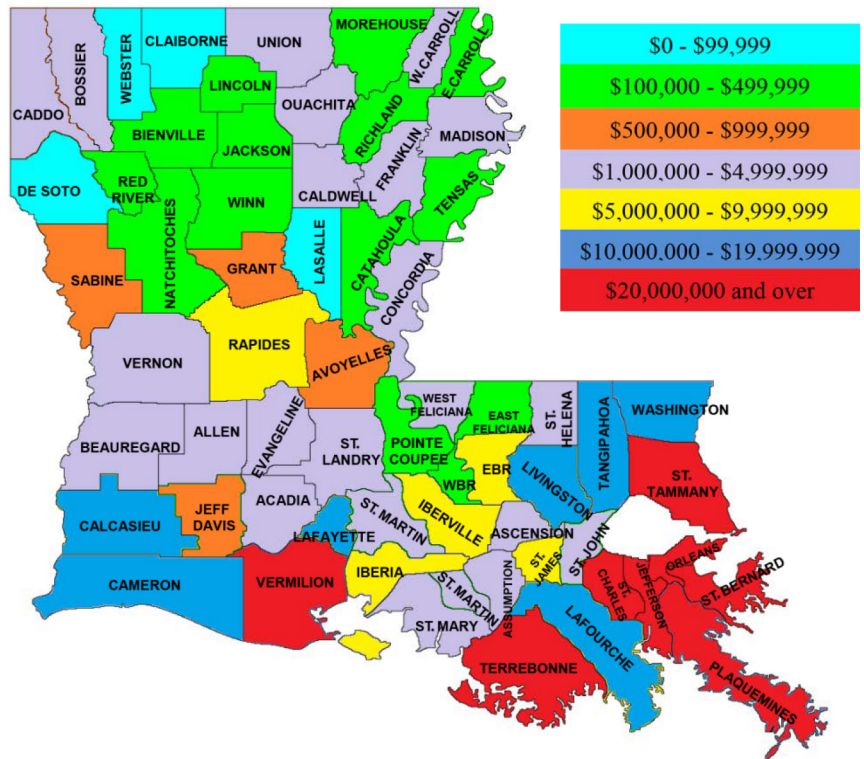 MOREHOUSE
W.CARROLL
E.CARROLL
UNION
CLAIBORNE
WEBSTER
BOSSIER
CADDO
LINCOLN
OUACHITA
RICHLAND
MADISON
BIENVILLE
JACKSON
FRANKLIN
DE SOTO
RED
RIVER
CALDWELL
TENSAS
WINN
NATCHITOCHES
LASALLE
CATAHOULA
SABINE
GRANT
CONCORDIA
RAPIDES
VERNON
AVOYELLES
WEST
FELICIANA
EAST
FELICIANA
ST.
HELENA
TANGIPAHOA
WASHINGTON
BEAUREGARD
ALLEN
EVANGELINE
ST.
LANDRY
POINTE
COUPEE
EBR
WBR
LIVINGSTON
ST.
TAMMANY
CALCASIEU
JEFF
DAVIS
ACADIA
LAFAYETTE
ST. MARTIN
IBERVILLE
ASCENSION
ST. JOHN
CAMERON
VERMILION
IBERIA
ST. MARTIN
ST. MARY
ASSUMPTION
ST.
JAMES
ST.
CHARLES
JEFFERSON
ORLEANS
ST. BERNARD
TERREBONNE
LAFOURCHE
PLAQUEMINES
$0 - $99,999
$100,000 - $499,999
$500,000 - $999,999
$1,000,000 - $4,999,999
$5,000,000 - $9,999,999
$10,000,000 - $19,999,999
$20,000,000 and over